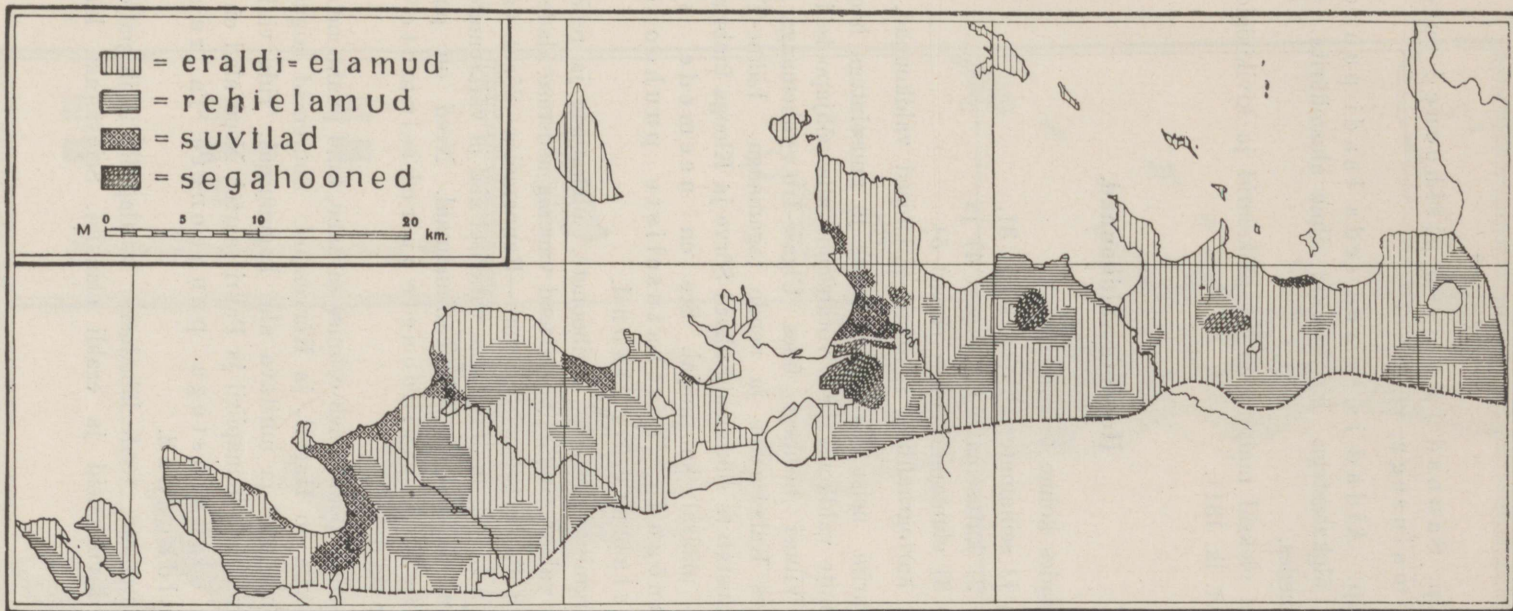 = eraldi=elamud
= rehielamud
= suvilad
= segahooned
M 0 5 10 20 km.